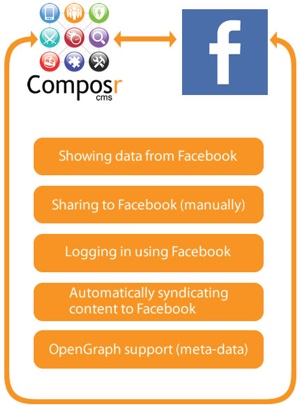 Composr
cms
f
Showing data from Facebook
Sharing to Facebook (manually)
Logging in using Facebook
Automatically syndicating
content to Facebook
OpenGraph support (meta-data)